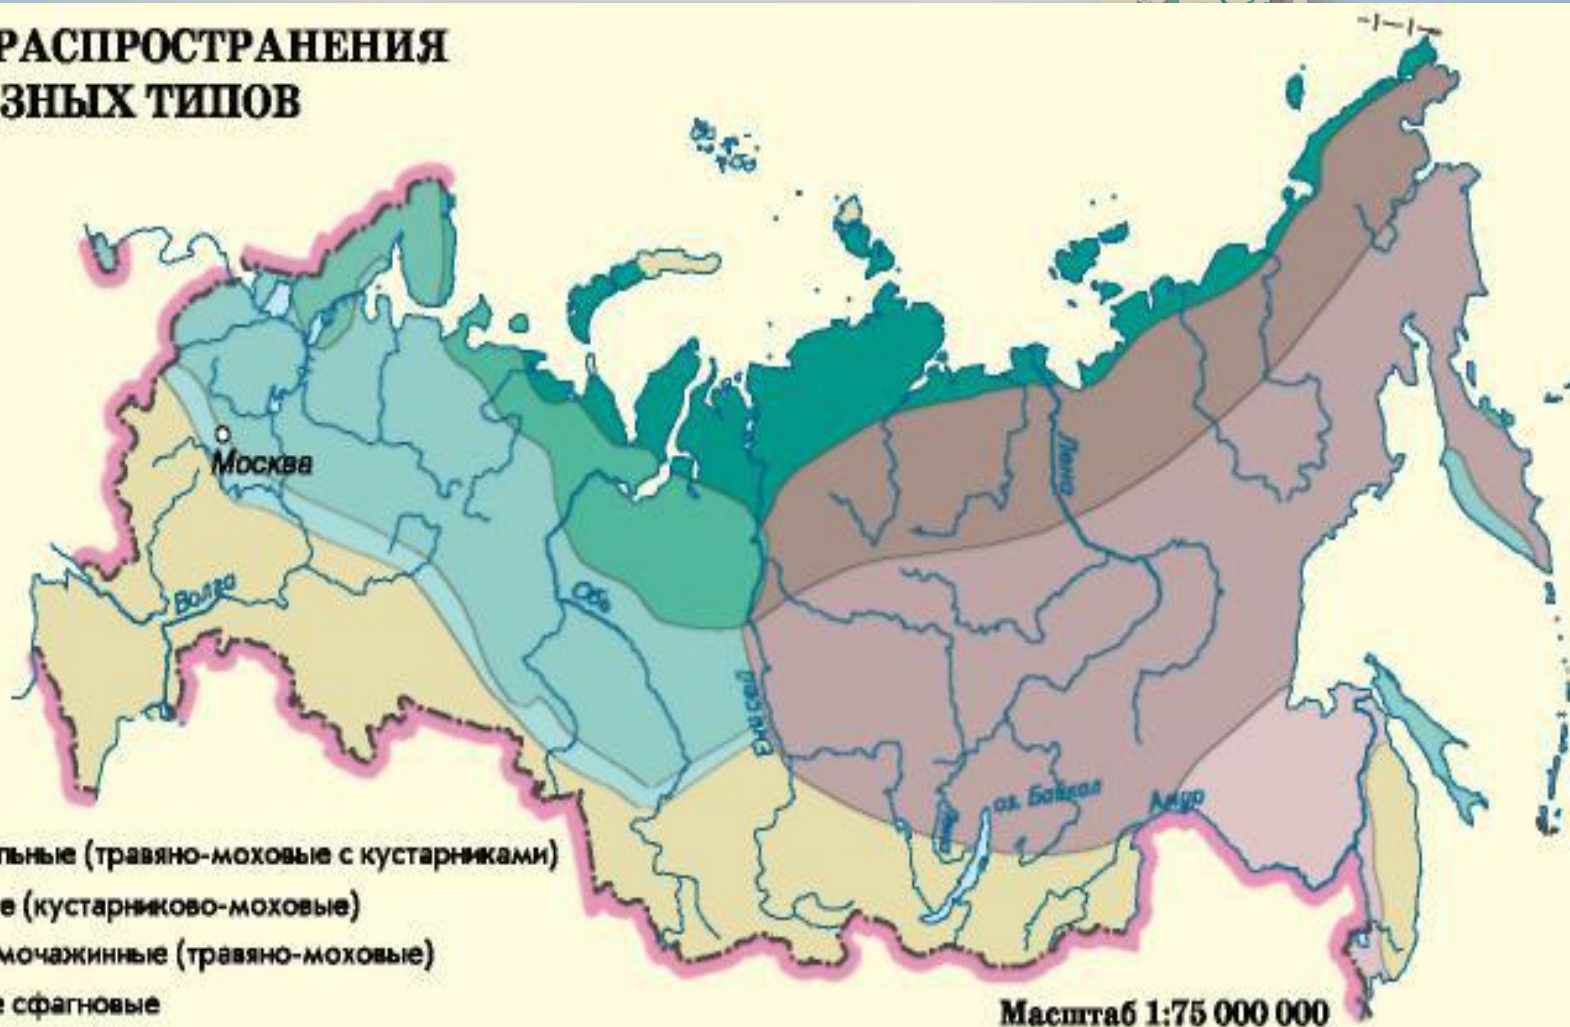 РАСПРОСТРАНЕНИЯ
ЗНЫХ ТИПОВ
Москва
Волга
Обь
Енисей
Лена
оз. Байкал
Амур
льные (травяно-моховые с кустарниками)
е (кустарниково-моховые)
мочажинные (травяно-моховые)
е сфагновые
Масштаб 1:75 000 000